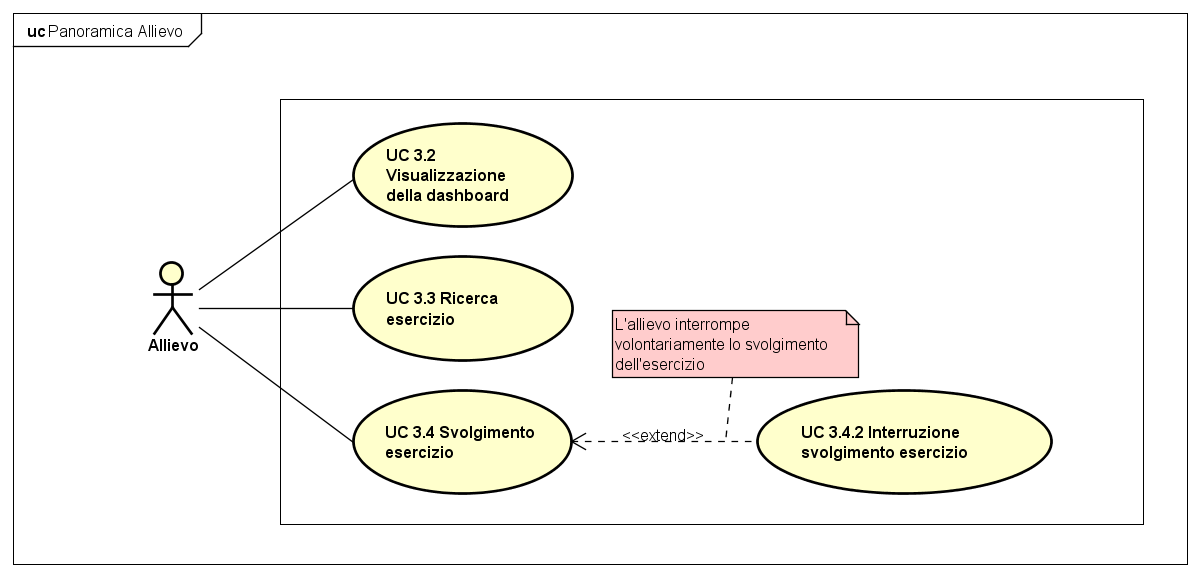 uc Panoramica Allievo
UC 3.2
Visualizzazione
della dashboard
UC 3.3 Ricerca
esercizio
Allievo
L'allievo interrompe
volontariamente lo svolgimento
dell'esercizio
UC 3.4 Svolgimento
esercizio
<<extend>>
UC 3.4.2 Interruzione
svolgimento esercizio